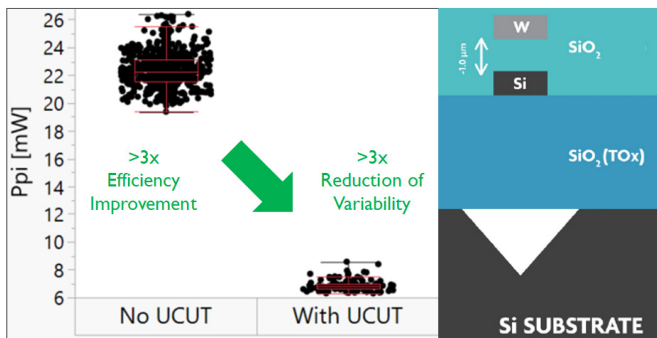 Ppi [mW]
26
24
22
20
18
16
14
12
10
8
6
>3x
Efficiency
Improvement
>3x
Reduction of
Variability
No UCUT
With UCUT
W
SiO₂
~1.0 µm
Si
SiO₂ (TOx)
Si SUBSTRATE